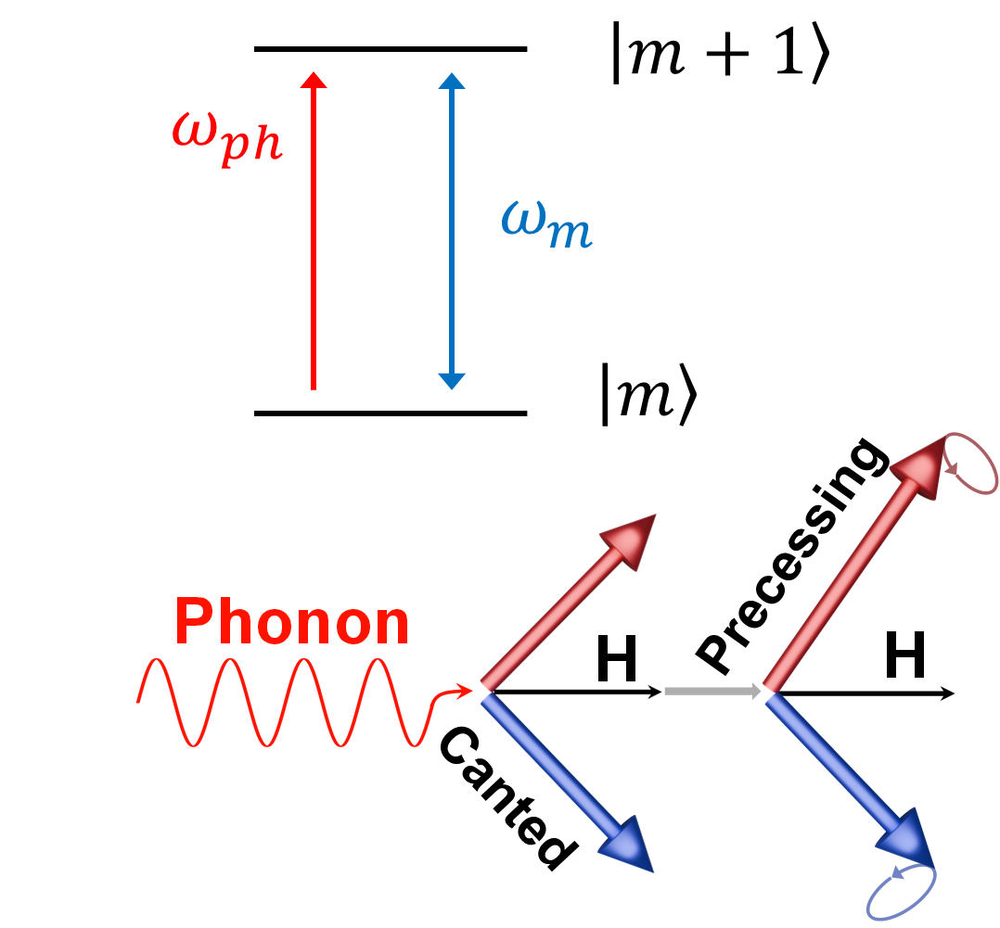 |m + 1⟩
ω_ph
ω_m
|m⟩
Precessing
Phonon
H
H
Canted